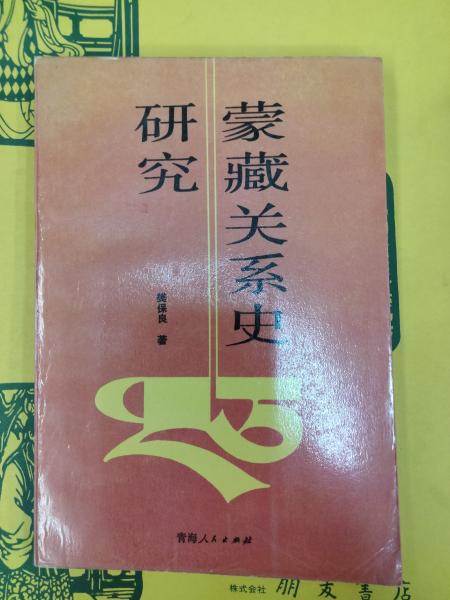 蒙藏关系史
研究
樊保良 著
青海人民出版社
株式会社 朋友書店